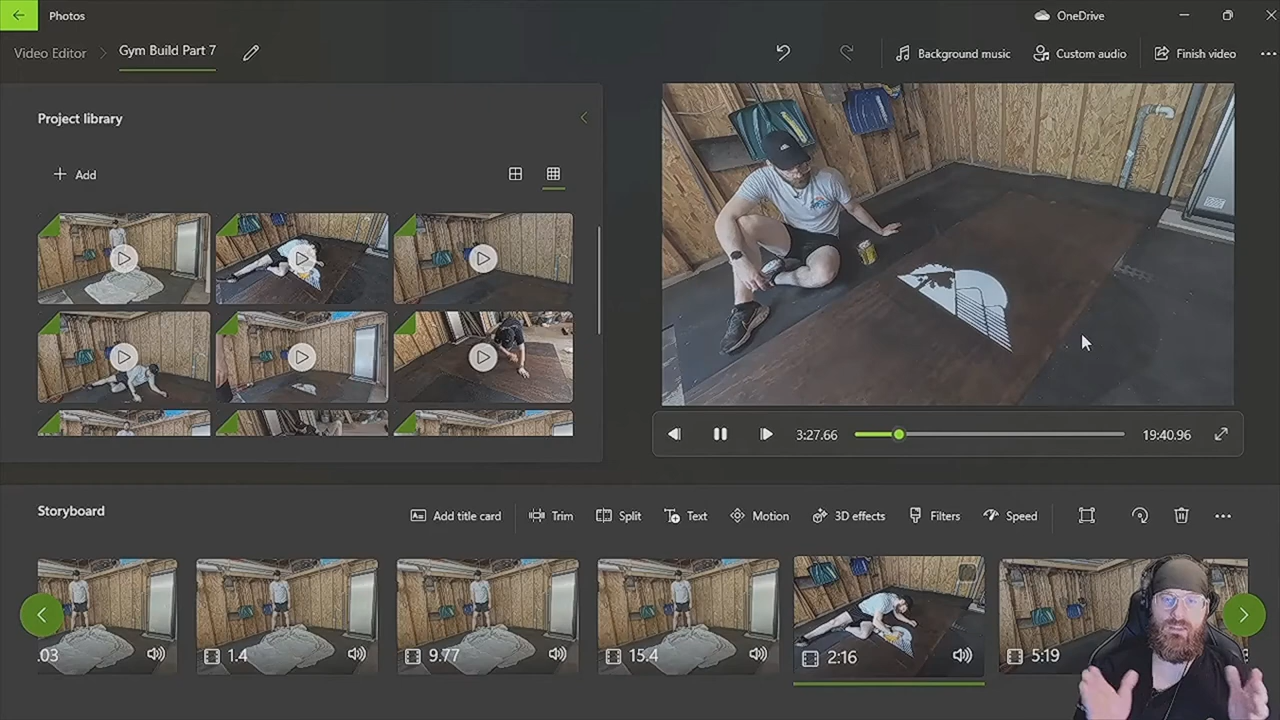 Photos
OneDrive
Video Editor
Gym Build Part 7
Background music
Custom audio
Finish video
Project library
Add
3:27.66
19:40.96
Storyboard
Add title card
Trim
Split
Text
Motion
3D effects
Filters
Speed
.03
1.4
9.77
15.4
2:16
5:19